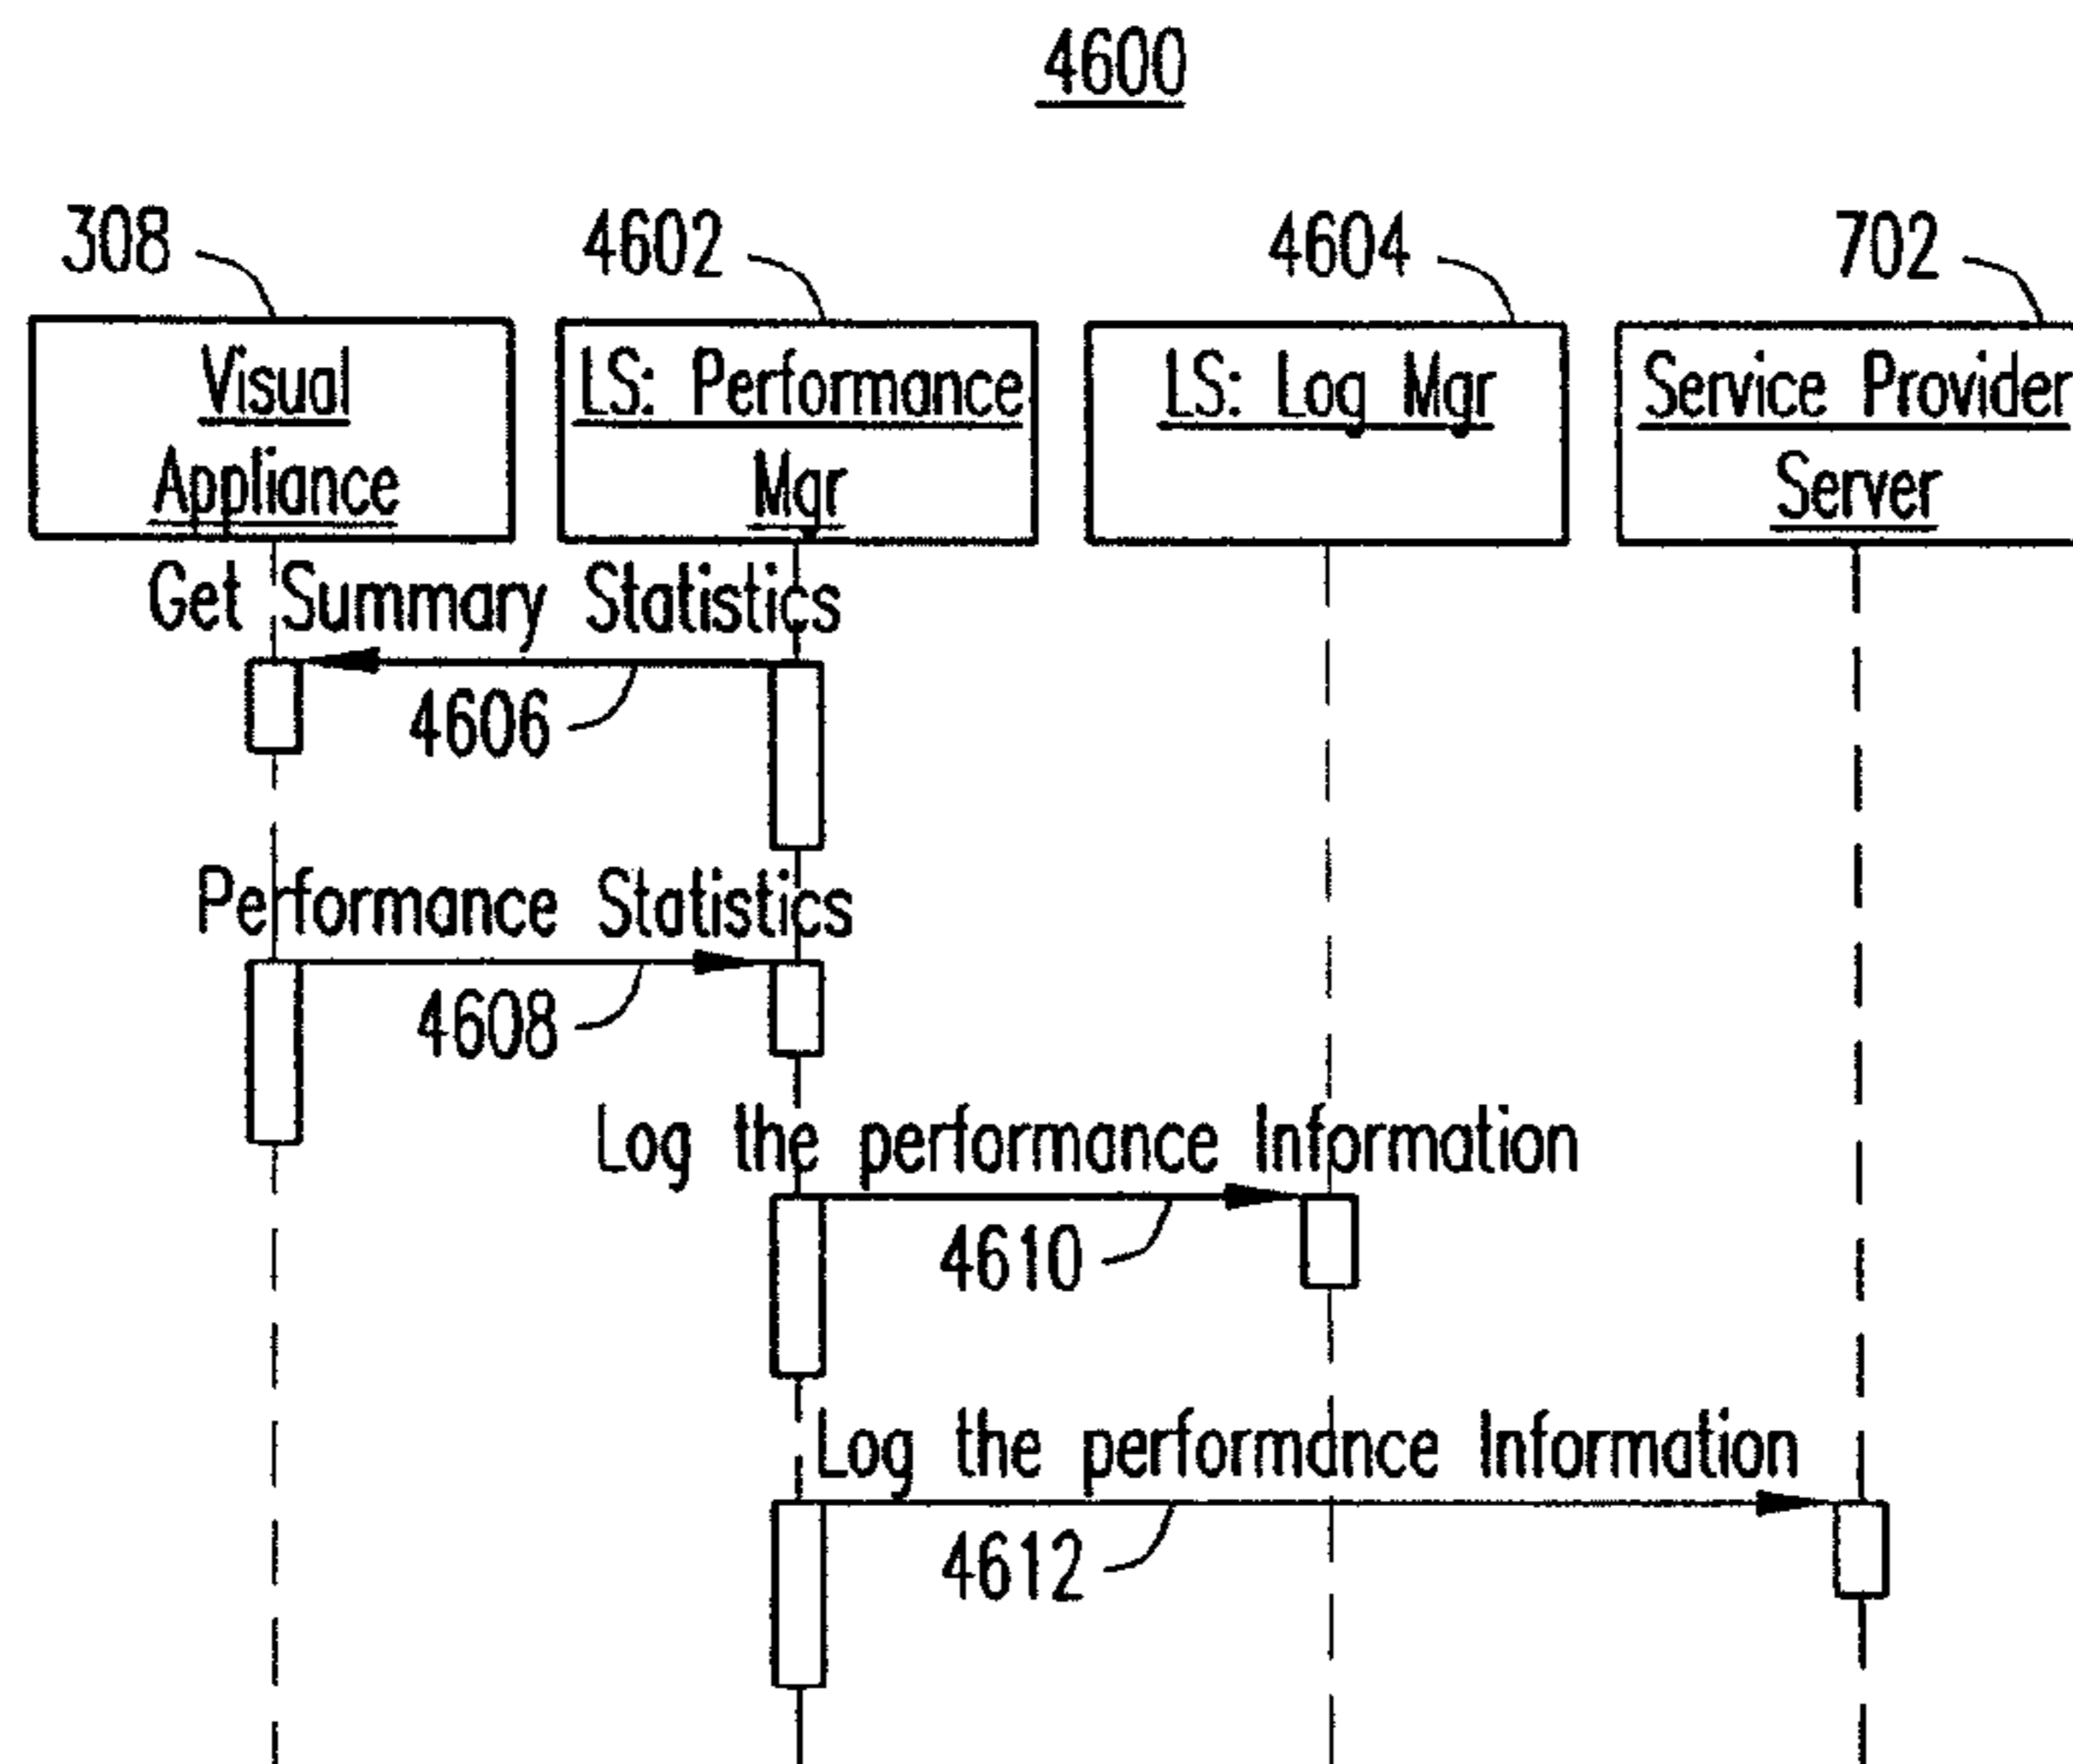 4600
308
4602
4604
702
Visual
Appliance
LS: Performance
Mgr
LS: Log Mgr
Service Provider
Server
Get Summary Statistics
4606
Performance Statistics
4608
Log the performance Information
4610
Log the performance Information
4612